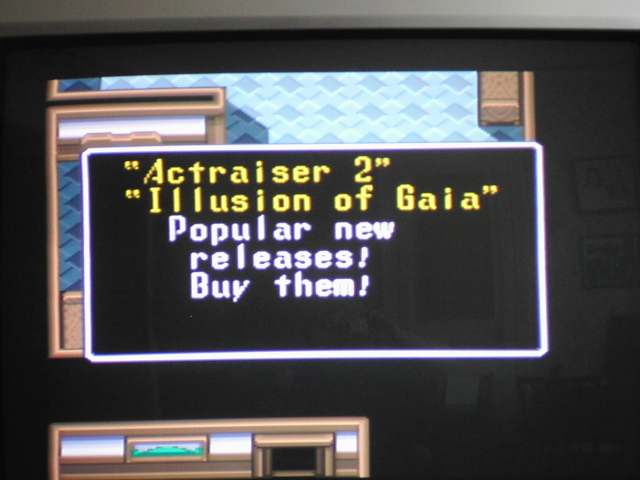 "Actraiser 2"
"Illusion of Gaia"
Popular new
releases!
Buy them!